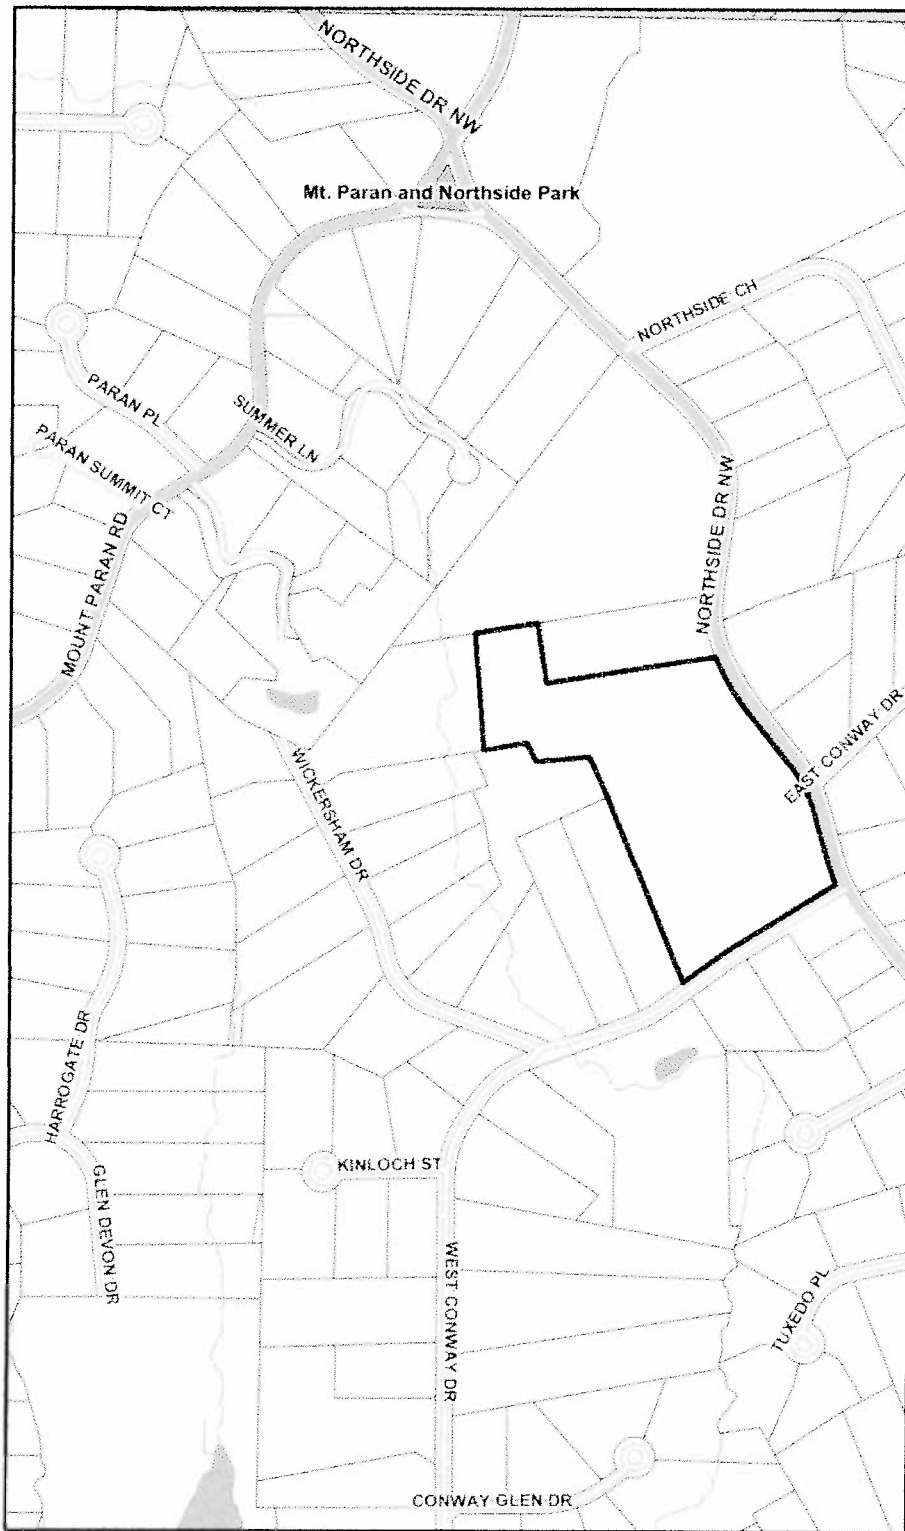 NORTHSIDE DR NW
Mt. Paran and Northside Park
NORTHSIDE CH
PARAN PL
SUMMER LN
PARAN SUMMIT CT
NORTHSIDE DR NW
MOUNT PARAN RD
EAST CONWAY DR
WICKERSHAM DR
HARROGATE DR
KINLOCH ST
GLEN DEVON DR
WEST CONWAY DR
TUXEDO PL
CONWAY GLEN DR